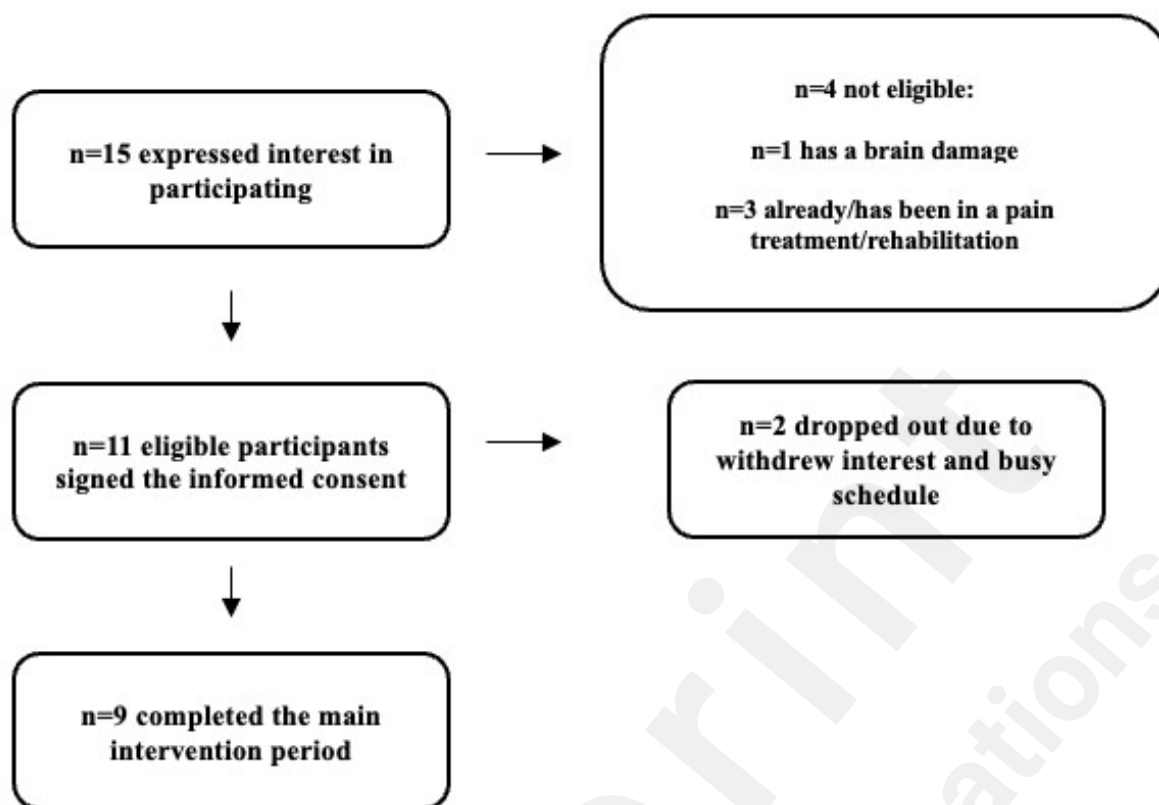 n=15 expressed interest in
participating
n=4 not eligible:
n=1 has a brain damage
n=3 already/has been in a pain
treatment/rehabilitation
n=11 eligible participants
signed the informed consent
n=2 dropped out due to
withdrew interest and busy
schedule
n=9 completed the main
intervention period
rint
ations